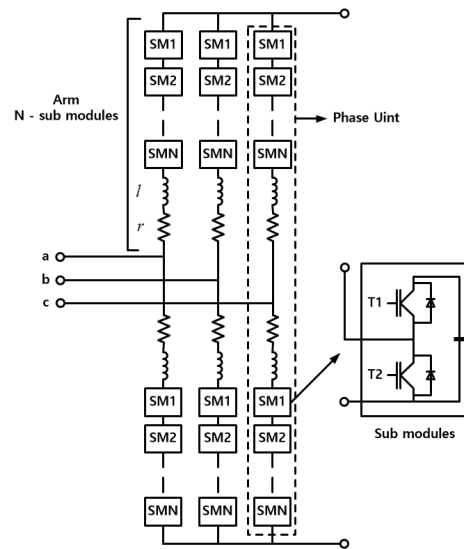 SM1 SM1 SM1
SM2 SM2 SM2
Arm
N - sub modules
Phase Uint
SMN SMN SMN
l
r
a
b
c
T1
T2
SM1 SM1 SM1
SM2 SM2 SM2
Sub modules
SMN SMN SMN